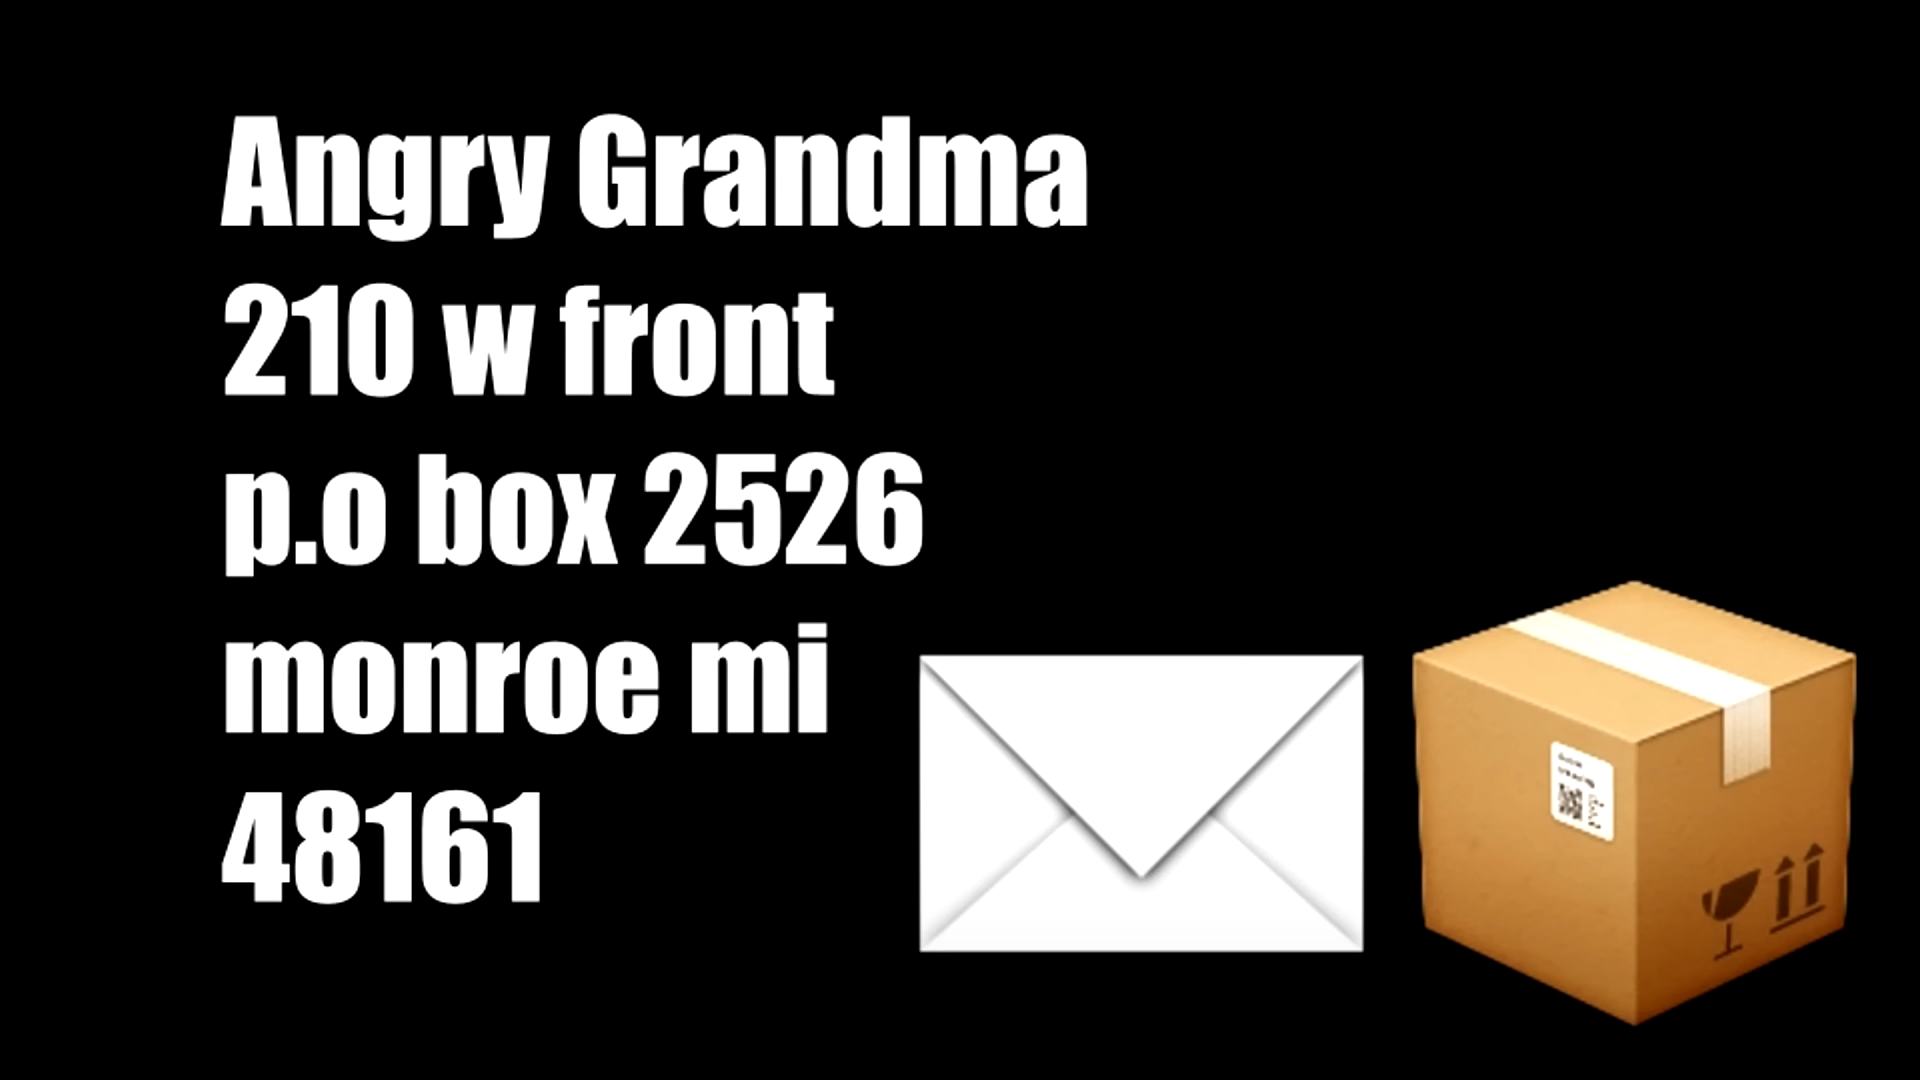 Angry Grandma
210 w front
p.o box 2526
monroe mi
48161